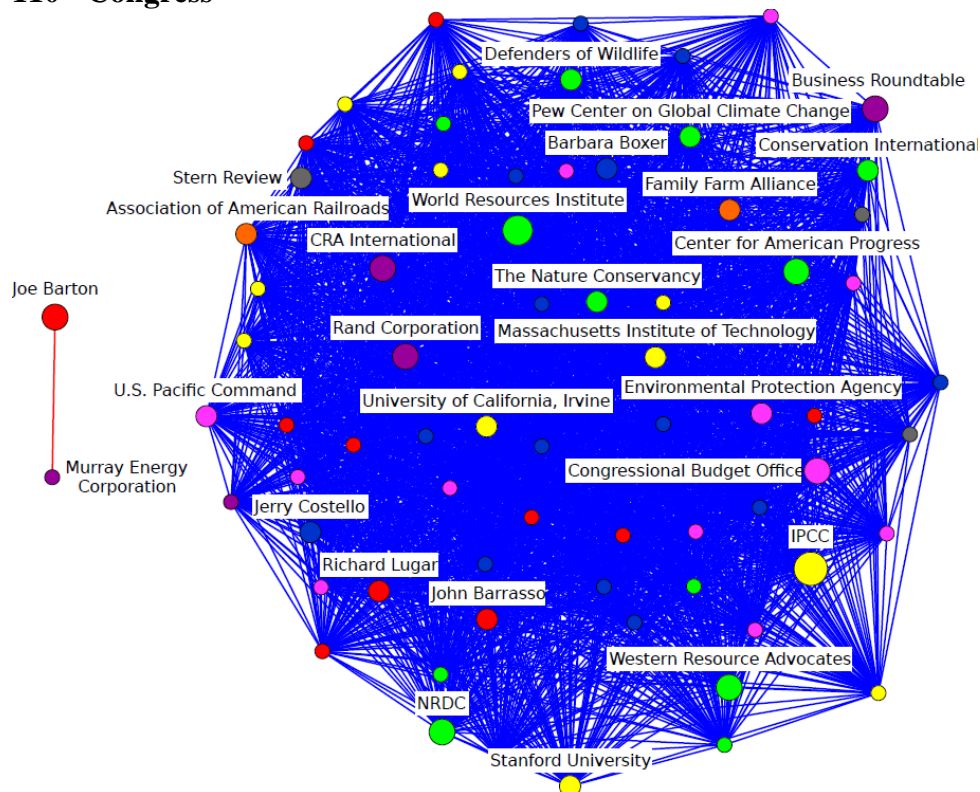 110 Congress
Defenders of Wildlife
Business Roundtable
Pew Center on Global Climate Change
Barbara Boxer
Conservation International
Stern Review
Family Farm Alliance
World Resources Institute
Association of American Railroads
CRA International
Center for American Progress
The Nature Conservancy
Joe Barton
Rand Corporation
Massachusetts Institute of Technology
U.S. Pacific Command
Environmental Protection Agency
University of California, Irvine
Murray Energy
Corporation
Congressional Budget Office
Jerry Costello
IPCC
Richard Lugar
John Barrasso
Western Resource Advocates
NRDC
Stanford University